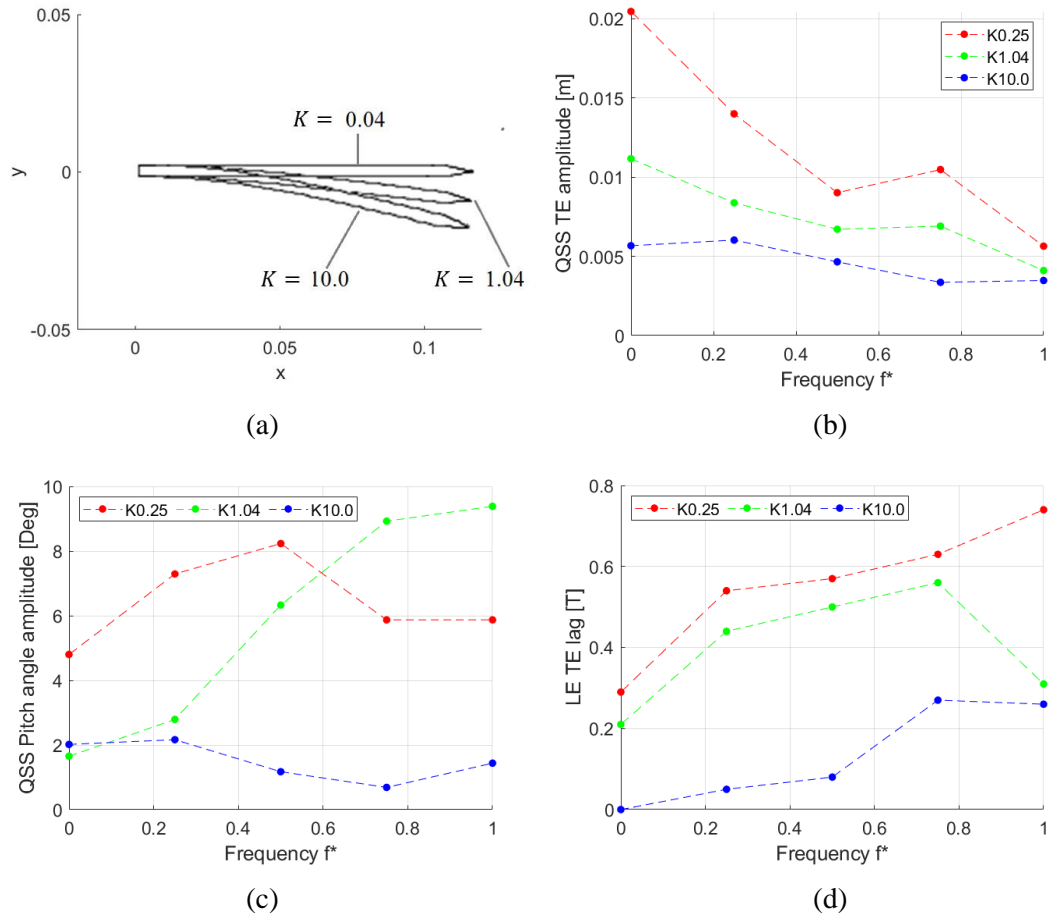 0.05
K = 0.04
y
0
K = 10.0
K = 1.04
-0.05
0
0.05
0.1
x
(a)
0.02
K0.25
K1.04
K10.0
0.015
QSS TE amplitude [m]
0.01
0.005
0
0 0.2 0.4 0.6 0.8 1
Frequency f*
(b)
10
K0.25 K1.04 K10.0
8
QSS Pitch angle amplitude [Deg]
6
4
2
0
0 0.2 0.4 0.6 0.8 1
Frequency f*
(c)
0.8
K0.25 K1.04 K10.0
0.6
LE TE lag [T]
0.4
0.2
0
0 0.2 0.4 0.6 0.8 1
Frequency f*
(d)